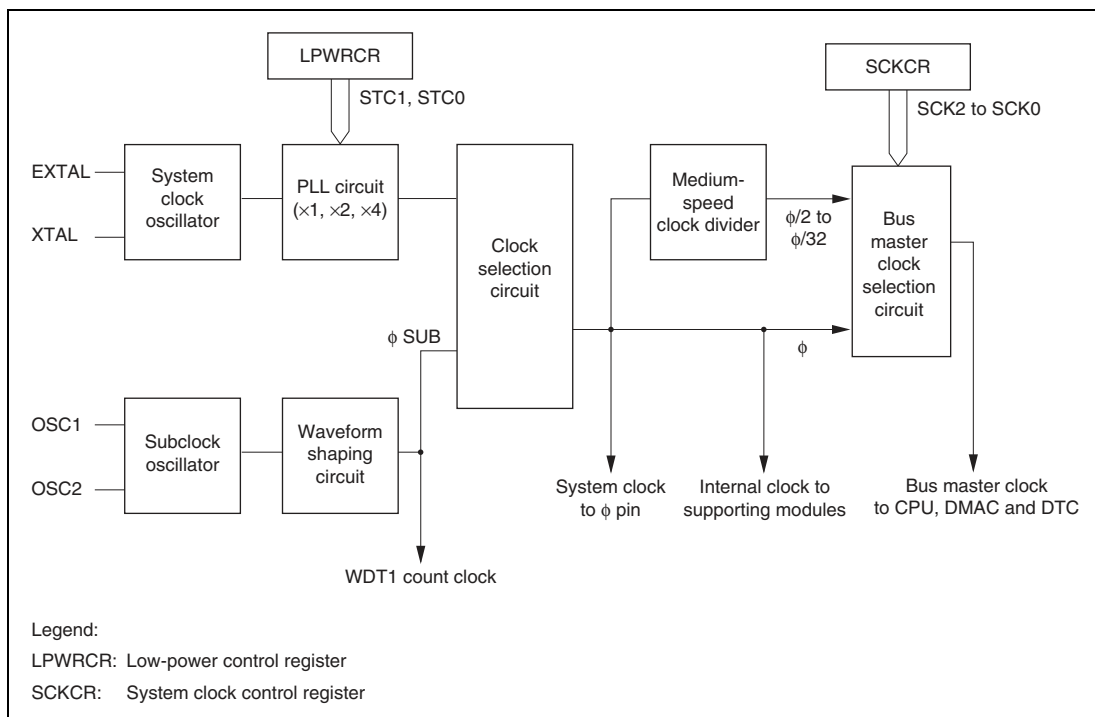 LPWRCR
STC1, STC0
SCKCR
SCK2 to SCK0
EXTAL
XTAL
System
clock
oscillator
PLL circuit
(×1, ×2, ×4)
Clock
selection
circuit
Medium-
speed
clock divider
ϕ/2 to
ϕ/32
Bus
master
clock
selection
circuit
ϕ SUB
ϕ
OSC1
OSC2
Subclock
oscillator
Waveform
shaping
circuit
System clock
to ϕ pin
Internal clock to
supporting modules
Bus master clock
to CPU, DMAC and DTC
WDT1 count clock
Legend:
LPWRCR: Low-power control register
SCKCR: System clock control register